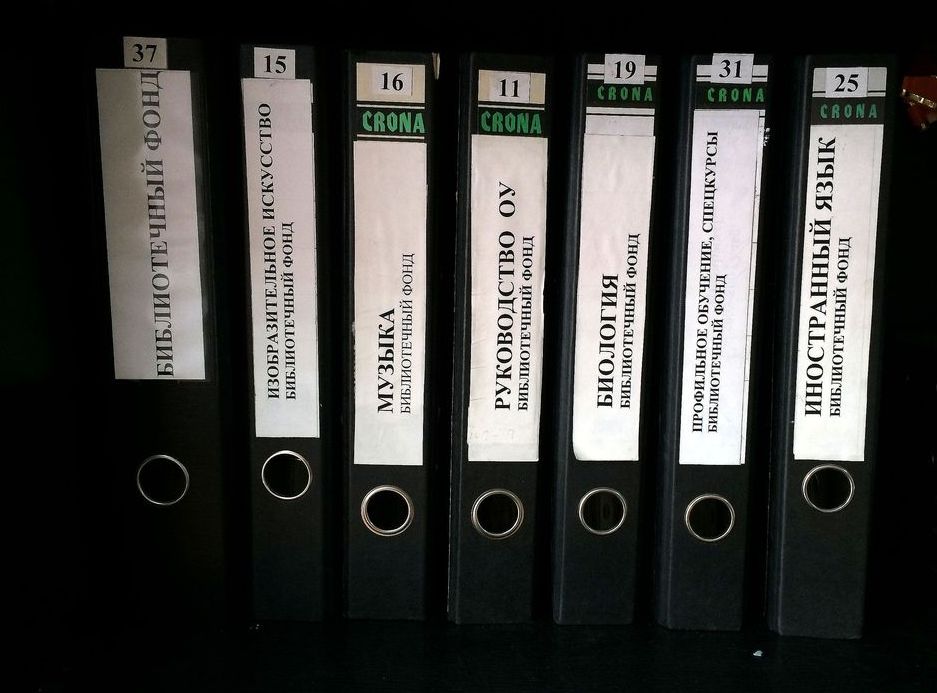 37
БИБЛИОТЕЧНЫЙ ФОНД
15
ИЗОБРАЗИТЕЛЬНОЕ ИСКУССТВО
БИБЛИОТЕЧНЫЙ ФОНД
16
CRONA
МУЗЫКА
БИБЛИОТЕЧНЫЙ ФОНД
11
CRONA
РУКОВОДСТВО ОУ
БИБЛИОТЕЧНЫЙ ФОНД
19
CRONA
БИОЛОГИЯ
БИБЛИОТЕЧНЫЙ ФОНД
31
CRONA
ПРОФИЛЬНОЕ ОБУЧЕНИЕ, СПЕЦКУРСЫ
БИБЛИОТЕЧНЫЙ ФОНД
25
CRONA
ИНОСТРАННЫЙ ЯЗЫК
БИБЛИОТЕЧНЫЙ ФОНД